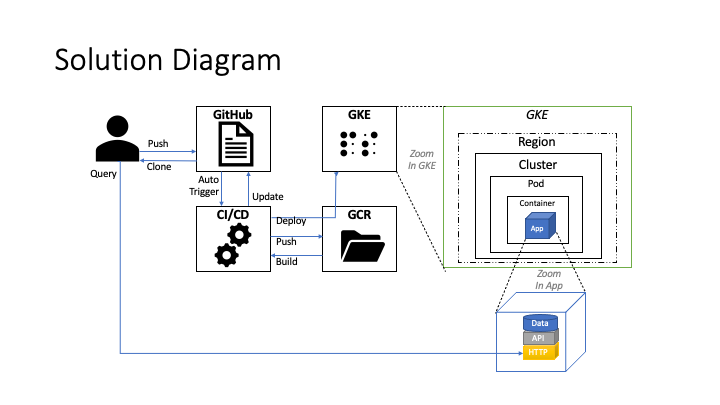 Solution Diagram
GitHub
GKE
GKE
Push
Clone
Query
Zoom
In GKE
Region
Cluster
Pod
Container
App
Auto
Trigger
Update
CI/CD
Deploy
Push
Build
GCR
Zoom
In App
Data
API
HTTP